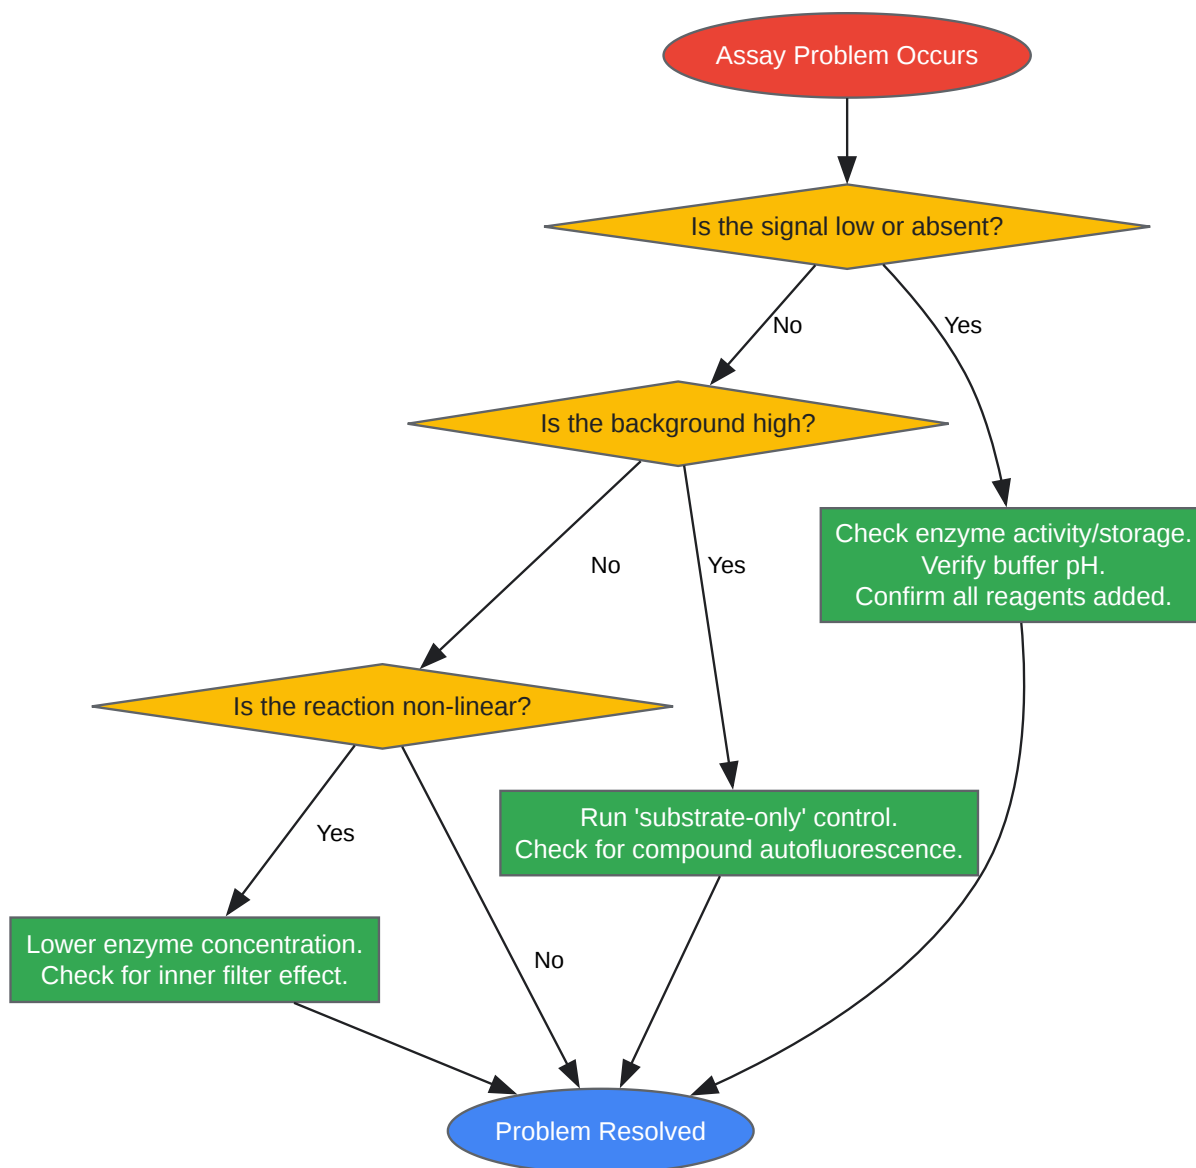 Assay Problem Occurs
Is the signal low or absent?
No
Yes
Is the background high?
Check enzyme activity/storage.
Verify buffer pH.
Confirm all reagents added.
No
Yes
Is the reaction non-linear?
Run 'substrate-only' control.
Check for compound autofluorescence.
Yes
Lower enzyme concentration.
Check for inner filter effect.
No
Problem Resolved